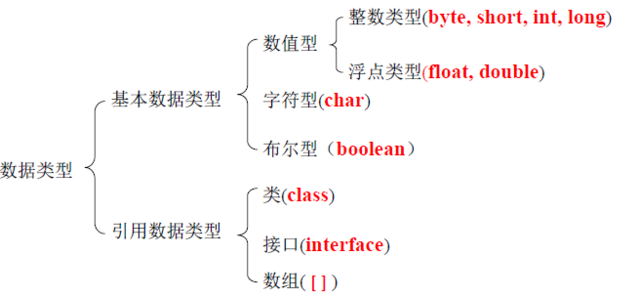 整数类型(byte, short, int, long)
数值型
浮点类型(float, double)
基本数据类型
字符型(char)
布尔型（boolean）
数据类型
类(class)
引用数据类型
接口(interface)
数组([ ])